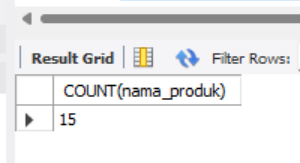 Result Grid Filter Rows:
COUNT(nama_produk)
15